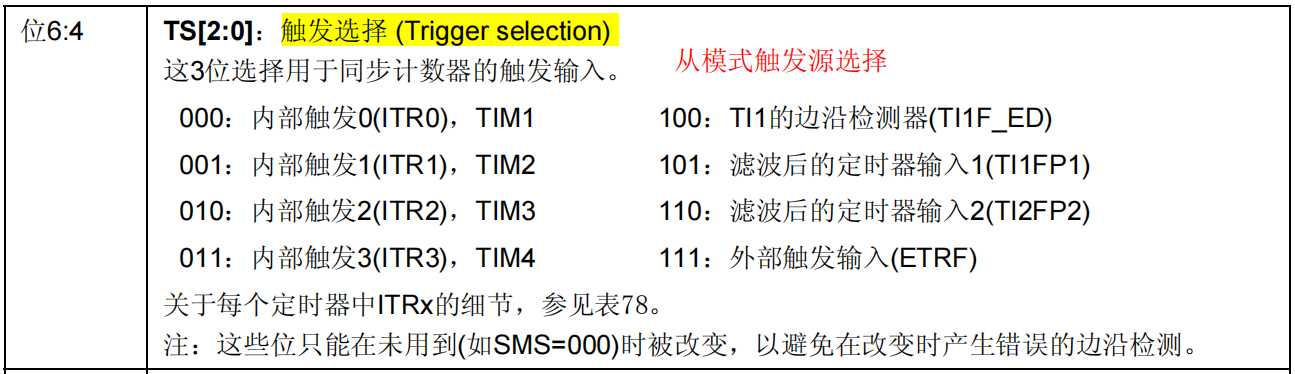 位6:4
TS[2:0]：触发选择 (Trigger selection)
这3位选择用于同步计数器的触发输入。
从模式触发源选择
000：内部触发0(ITR0)，TIM1 100：TI1的边沿检测器(TI1F_ED)
001：内部触发1(ITR1)，TIM2 101：滤波后的定时器输入1(TI1FP1)
010：内部触发2(ITR2)，TIM3 110：滤波后的定时器输入2(TI2FP2)
011：内部触发3(ITR3)，TIM4 111：外部触发输入(ETRF)
关于每个定时器中ITRx的细节，参见表78。
注：这些位只能在未用到(如SMS=000)时被改变，以避免在改变时产生错误的边沿检测。